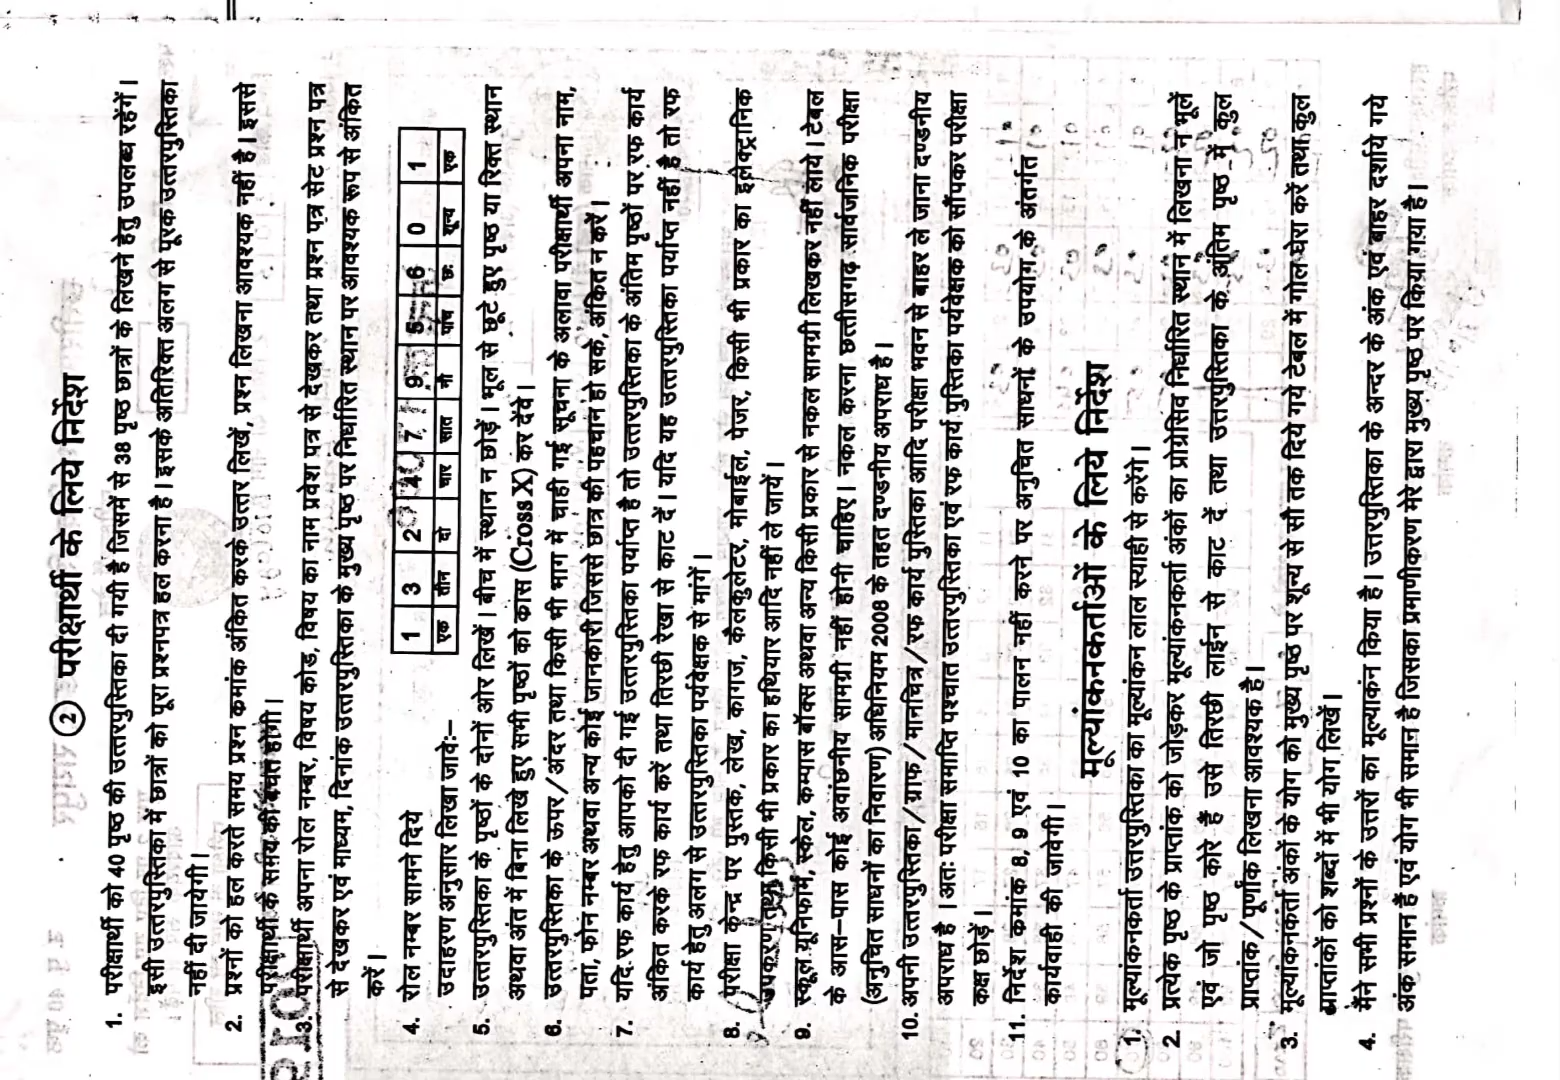 ② परीक्षार्थी के लिये निर्देश
1. परीक्षार्थी को 40 पृष्ठ की उत्तरपुस्तिका दी गयी है जिसमें से 38 पृष्ठ छात्रों के लिखने हेतु उपलब्ध रहेंगें।
इसी उत्तरपुस्तिका में छात्रों को पूरा प्रश्नपत्र हल करना है। इसके अतिरिक्त अलग से पूरक उत्तरपुस्तिका
नहीं दी जायेगी।
2. प्रश्नों को हल करते समय प्रश्न कमांक अंकित करके उत्तर लिखें, प्रश्न लिखना आवश्यक नहीं है। इससे
परीक्षार्थी के समय की बचत होगी।
3. परीक्षार्थी अपना रोल नम्बर, विषय कोड, विषय का नाम प्रवेश पत्र से देखकर तथा प्रश्न पत्र सेट प्रश्न पत्र
से देखकर एवं माध्यम, दिनांक उत्तरपुस्तिका के मुख्य पृष्ठ पर निर्धारित स्थान पर आवश्यक रूप से अंकित
करें।
4. रोल नम्बर सामने दिये
उदाहरण अनुसार लिखा जावेः—
1 3 2 4 7 9 5 6 0 1
एक तीन दो चार सात नौ पाँच छः शून्य एक
5. उत्तरपुस्तिका के पृष्ठों के दोनों ओर लिखें। बीच में स्थान न छोड़ें। भूल से छूटे हुए पृष्ठ या रिक्त स्थान
अथवा अंत में बिना लिखे हुए सभी पृष्ठों को कास (Cross X) कर देंवे।
6. उत्तरपुस्तिका के ऊपर/अंदर तथा किसी भी भाग में चाही गई सूचना के अलावा परीक्षार्थी अपना नाम,
पता, फोन नम्बर अथवा अन्य कोई जानकारी जिससे छात्र की पहचान हो सके, अंकित न करें।
7. यदि रफ कार्य हेतु आपको दी गई उत्तरपुस्तिका पर्याप्त है तो उत्तरपुस्तिका के अंतिम पृष्ठों पर रफ कार्य
अंकित करके रफ कार्य करें तथा तिरछी रेखा से काट दें। यदि यह उत्तरपुस्तिका पर्याप्त नहीं है तो रफ
कार्य हेतु अलग से उत्तरपुस्तिका पर्यवेक्षक से मागें।
8. परीक्षा केन्द्र पर पुस्तक, लेख, कागज, कैलकुलेटर, मोबाईल, पेजर, किसी भी प्रकार का इलेक्ट्रानिक
उपकरण तथा किसी भी प्रकार का हथियार आदि नहीं ले जायें।
9. स्कूल यूनिफार्म, स्केल, कम्पास बॉक्स अथवा अन्य किसी प्रकार से नकल सामग्री लिखकर नहीं लाये। टेबल
के आस—पास कोई अवांछनीय सामग्री नहीं होनी चाहिए। नकल करना छत्तीसगढ़ सार्वजनिक परीक्षा
(अनुचित साधनों का निवारण) अधिनियम 2008 के तहत दण्डनीय अपराध है।
10. अपनी उत्तरपुस्तिका/ग्राफ/मानचित्र/रफ कार्य पुस्तिका आदि परीक्षा भवन से बाहर ले जाना दण्डनीय
अपराध है। अतः परीक्षा समाप्ति पश्चात उत्तरपुस्तिका एवं रफ कार्य पुस्तिका पर्यवेक्षक को सौंपकर परीक्षा
कक्ष छोड़ें।
11. निर्देश कमांक 8, 9 एवं 10 का पालन नहीं करने पर अनुचित साधनों के उपयोग के अंतर्गत
कार्यवाही की जावेगी।
मूल्यांकनकर्ताओं के लिये निर्देश
1. मूल्यांकनकर्ता उत्तरपुस्तिका का मूल्यांकन लाल स्याही से करेंगे।
2. प्रत्येक पृष्ठ के प्राप्तांक को जोड़कर मूल्यांकनकर्ता अंकों का प्रोग्रेसिव निर्धारित स्थान में लिखना न भूलें
एवं जो पृष्ठ कोरे हैं उसे तिरछी लाईन से काट दें तथा उत्तरपुस्तिका के अंतिम पृष्ठ में कुल
प्राप्तांक/पूर्णांक लिखना आवश्यक है।
3. मूल्यांकनकर्ता अंकों के योग को मुख्य पृष्ठ पर शून्य से सौ तक दिये गये टेबल में गोल घेरा करें तथा कुल
प्राप्तांकों को शब्दों में भी योग लिखें।
4. मैंने सभी प्रश्नों के उत्तरों का मूल्याकंन किया है। उत्तरपुस्तिका के अन्दर के अंक एवं बाहर दर्शाये गये
अंक समान हैं एवं योग भी समान है जिसका प्रमाणीकरण मेरे द्वारा मुख्य पृष्ठ पर किया गया है।